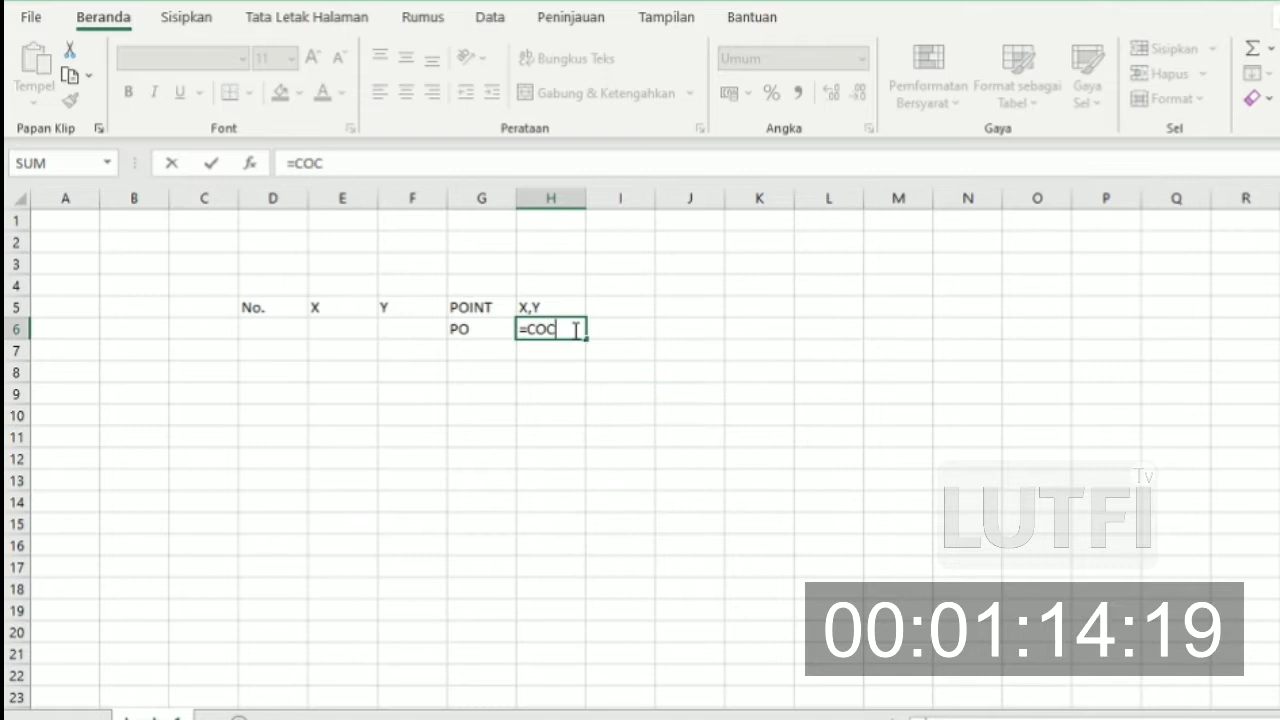 File Beranda Sisipkan Tata Letak Halaman Rumus Data Peninjauan Tampilan Bantuan
11 A A Bungkus Teks Umum Sisipkan Σ
Tempel B I U A Gabung & Ketengahkan % Pemformatan Bersyarat Format sebagai Tabel Gaya Sel Hapus
Format
Papan Klip Font Perataan Angka Gaya Sel
SUM fx =COC
A B C D E F G H I J K L M N O P Q R
1
2
3
4
5 No. X Y POINT X,Y
6 PO =COC
7
8
9
10
11
12
13
14
15
16
17
18
19
20
21
22
23
LUTFI Tv
00:01:14:19